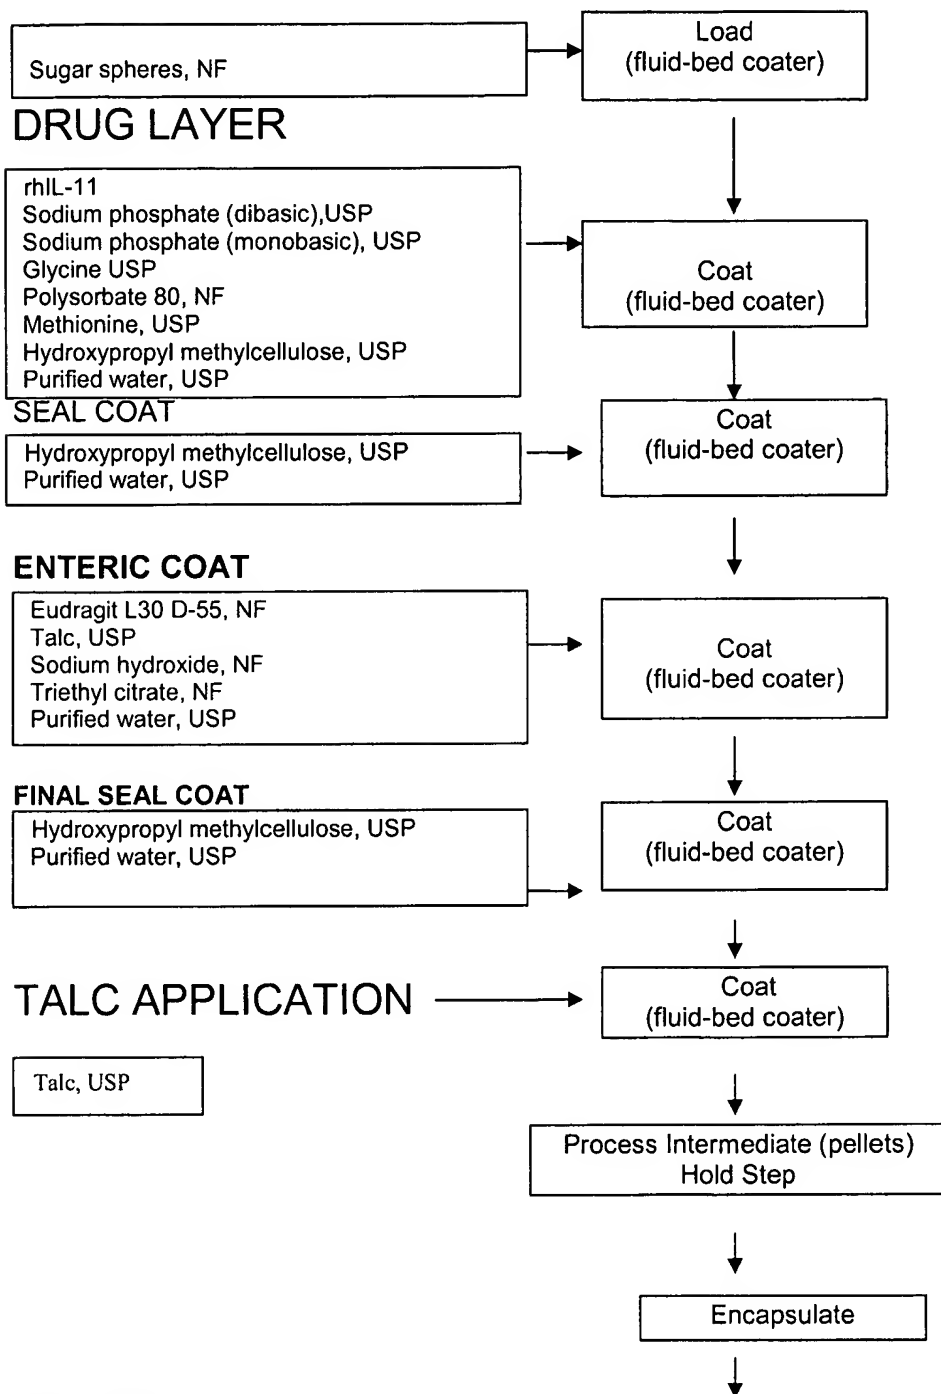 Load
(fluid-bed coater)
Sugar spheres, NF
DRUG LAYER
rhIL-11
Sodium phosphate (dibasic),USP
Sodium phosphate (monobasic), USP
Glycine USP
Polysorbate 80, NF
Methionine, USP
Hydroxypropyl methylcellulose, USP
Purified water, USP
Coat
(fluid-bed coater)
SEAL COAT
Hydroxypropyl methylcellulose, USP
Purified water, USP
Coat
(fluid-bed coater)
ENTERIC COAT
Eudragit L30 D-55, NF
Talc, USP
Sodium hydroxide, NF
Triethyl citrate, NF
Purified water, USP
Coat
(fluid-bed coater)
FINAL SEAL COAT
Hydroxypropyl methylcellulose, USP
Purified water, USP
Coat
(fluid-bed coater)
TALC APPLICATION
Coat
(fluid-bed coater)
Talc, USP
Process Intermediate (pellets)
Hold Step
Encapsulate